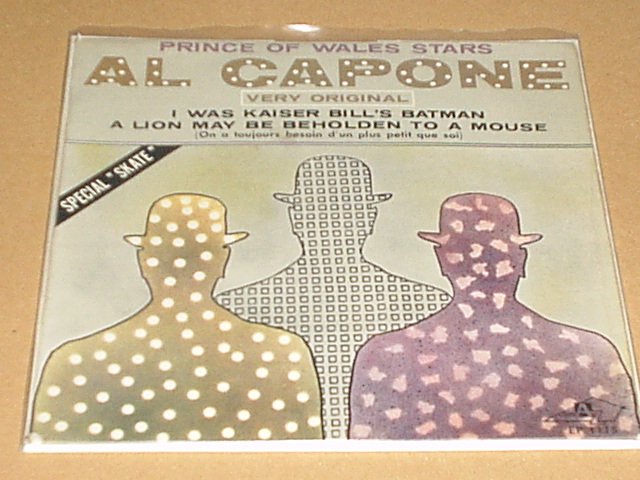 PRINCE OF WALES STARS
AL CAPONE
VERY ORIGINAL
I WAS KAISER BILL'S BATMAN
A LION MAY BE BEHOLDEN TO A MOUSE
(On a toujours besoin d'un plus petit que soi)
SPECIAL "SKATE"